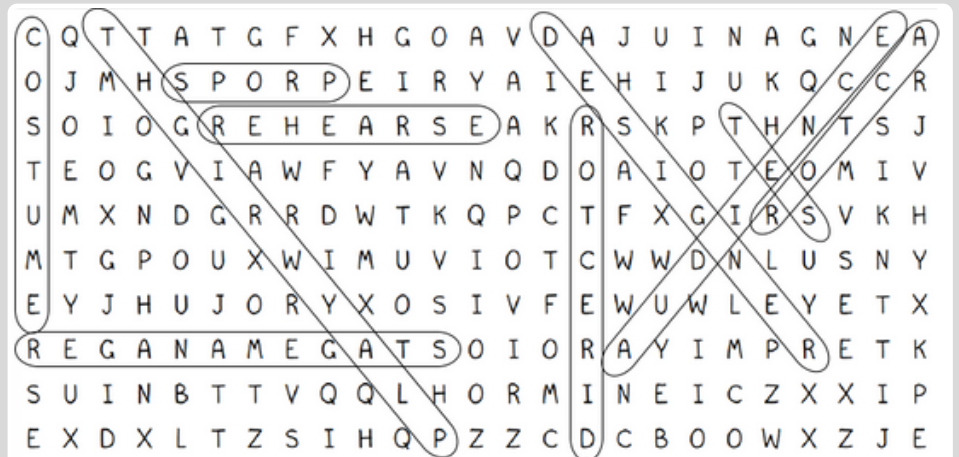 C Q T T A T G F X H G O A V D A J U I N A G N E A
O J M H S P O R P E I R Y A I E H I J U K Q C C R
S O I O G R E H E A R S E A K R S K P T H N T S J
T E O G V I A W F Y A V N Q D O A I O T E O M I V
U M X N D G R R D W T K Q P C T F X G I R S V K H
M T G P O U X W I M U V I O T C W W D N L U S N Y
E Y J H U J O R Y X O S I V F E W U W L E Y E T X
R E G A N A M E G A T S O I O R A Y I M P R E T K
S U I N B T T V Q Q L H O R M I N E I C Z X X I P
E X D X L T Z S I H Q P Z Z C D C B O O W X Z J E